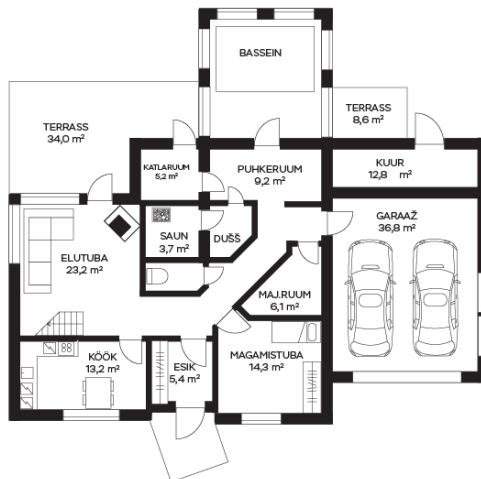 BASSEIN
TERRASS
8,6 m²
TERRASS
34,0 m²
KATLARUUM
5,2 m²
PUHKERUUM
9,2 m²
KUUR
12,8 m²
GARAAŽ
36,8 m²
SAUN
3,7 m²
DUŠŠ
ELUTUBA
23,2 m²
MAJ.RUUM
6,1 m²
KÖÖK
13,2 m²
ESIK
5,4 m²
MAGAMISTUBA
14,3 m²